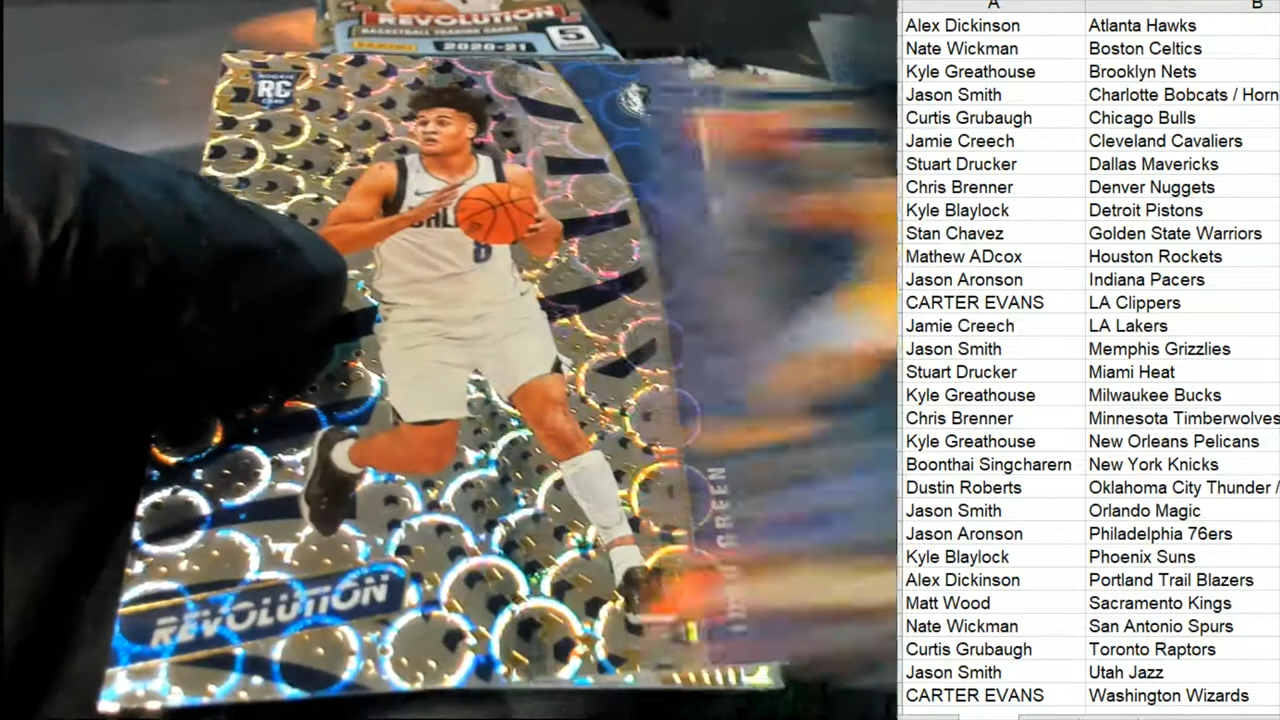 REVOLUTION
BASKETBALL TRADING CARDS
PANINI
2020-21
5
ROOKIE
RC
CARD
8
GREEN
REVOLUTION
A B
Alex Dickinson Atlanta Hawks
Nate Wickman Boston Celtics
Kyle Greathouse Brooklyn Nets
Jason Smith Charlotte Bobcats / Horn
Curtis Grubaugh Chicago Bulls
Jamie Creech Cleveland Cavaliers
Stuart Drucker Dallas Mavericks
Chris Brenner Denver Nuggets
Kyle Blaylock Detroit Pistons
Stan Chavez Golden State Warriors
Mathew ADcox Houston Rockets
Jason Aronson Indiana Pacers
CARTER EVANS LA Clippers
Jamie Creech LA Lakers
Jason Smith Memphis Grizzlies
Stuart Drucker Miami Heat
Kyle Greathouse Milwaukee Bucks
Chris Brenner Minnesota Timberwolves
Kyle Greathouse New Orleans Pelicans
Boonthai Singcharern New York Knicks
Dustin Roberts Oklahoma City Thunder /
Jason Smith Orlando Magic
Jason Aronson Philadelphia 76ers
Kyle Blaylock Phoenix Suns
Alex Dickinson Portland Trail Blazers
Matt Wood Sacramento Kings
Nate Wickman San Antonio Spurs
Curtis Grubaugh Toronto Raptors
Jason Smith Utah Jazz
CARTER EVANS Washington Wizards